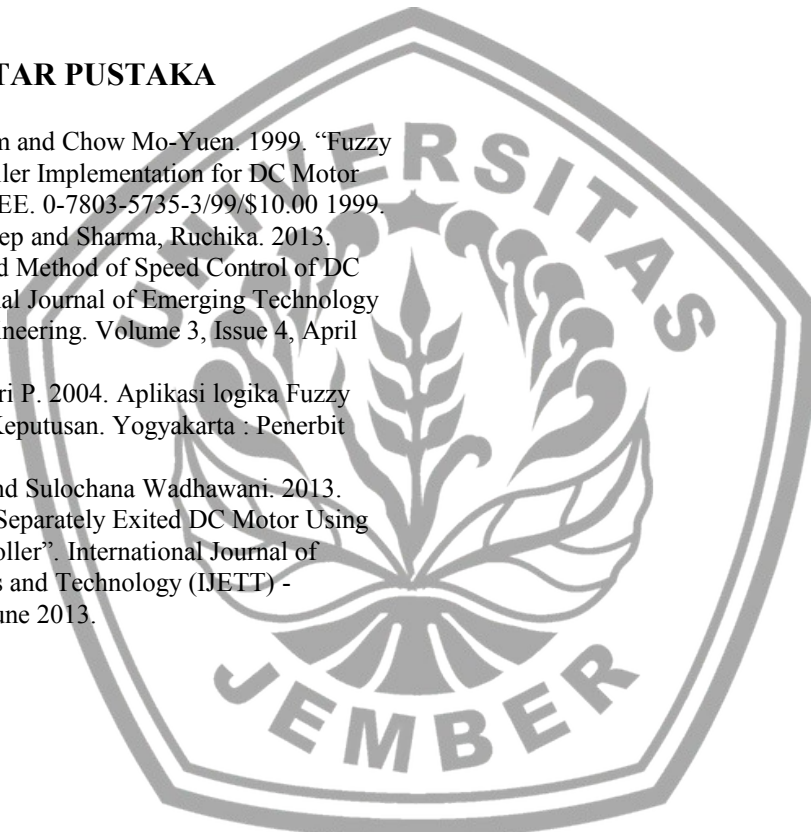 TAR PUSTAKA
m and Chow Mo-Yuen. 1999. “Fuzzy
ller Implementation for DC Motor
EE. 0-7803-5735-3/99/$10.00 1999.
ep and Sharma, Ruchika. 2013.
d Method of Speed Control of DC
nal Journal of Emerging Technology
ineering. Volume 3, Issue 4, April
ri P. 2004. Aplikasi logika Fuzzy
Keputusan. Yogyakarta : Penerbit
nd Sulochana Wadhawani. 2013.
Separately Exited DC Motor Using
oller”. International Journal of
s and Technology (IJETT) -
une 2013.
UNIVERSITAS
JEMBER